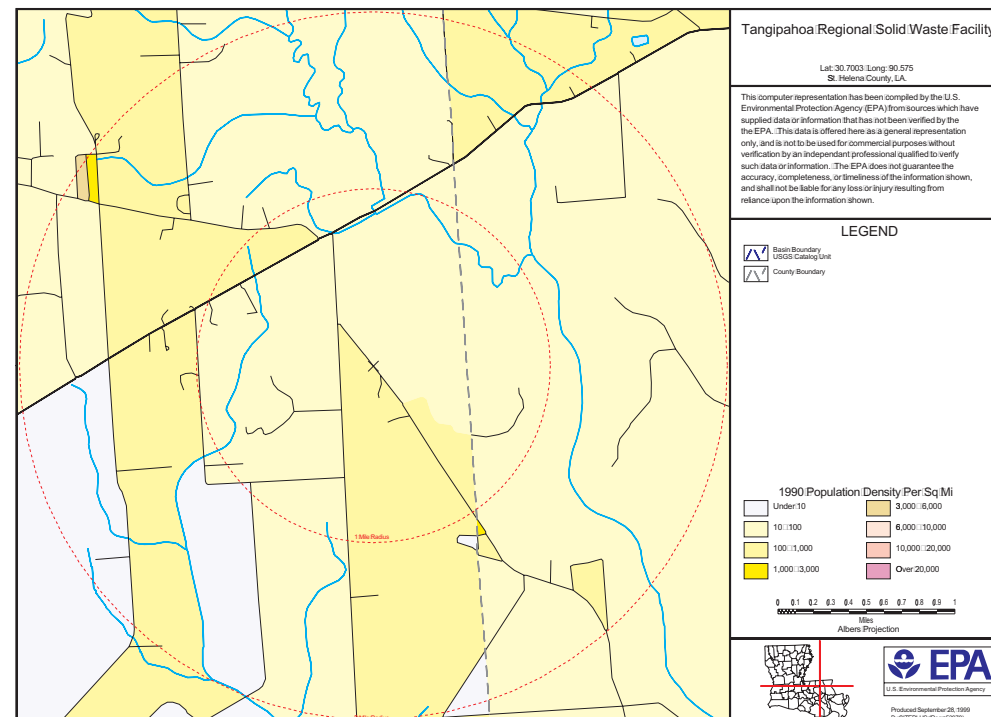 Tangipahoa Regional Solid Waste Facility
Lat: 30.7003 Long: 90.575
St. Helena County, LA.
This computer representation has been compiled by the U.S.
Environmental Protection Agency (EPA) from sources which have
supplied data or information that has not been verified by the
the EPA. This data is offered here as a general representation
only, and is not to be used for commercial purposes without
verification by an independant professional qualified to verify
such data or information. The EPA does not guarantee the
accuracy, completeness, or timeliness of the information shown,
and shall not be liable for any loss or injury resulting from
reliance upon the information shown.
LEGEND
Basin Boundary
USGS Catalog Unit
County Boundary
1 Mile Radius
1990 Population Density Per Sq Mi
Under 10
3,000 6,000
10 100
6,000 10,000
100 1,000
10,000 20,000
1,000 3,000
Over 20,000
0 0.1 0.2 0.3 0.4 0.5 0.6 0.7 0.8 0.9 1
Miles
Albers Projection
EPA
U.S. Environmental Protection Agency
Produced September 28, 1999
Mile Radius